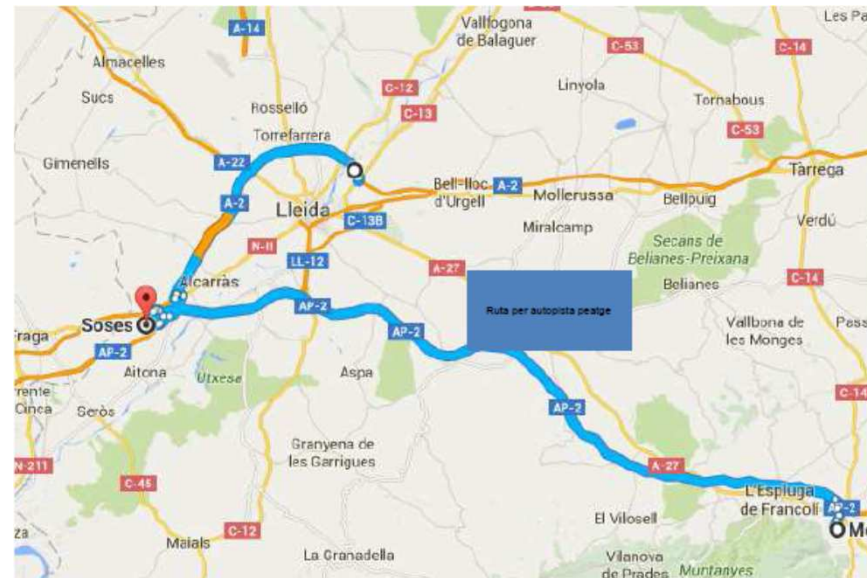 A-14
Vallfogona
de Balaguer
C-53
C-14
Les Pa
Almacelles
Sucs
Rosselló
C-12
Linyola
Tornabous
C-13
Torrefarrera
C-53
Gimenells
A-22
Tàrrega
A-2
Bell-lloc
d'Urgell
A-2
Mollerussa
Bellpuig
Lleida
C-13B
Miralcamp
Verdú
N-II
LL-12
Secans de
Belianes-Preixana
A-27
C-14
Alcarràs
Belianes
Soses
AP-2
Ruta per autopista peatge
AP-2
Vallbona de
les Monges
Pass
raga
AP-2
Aitona
Utxesa
Aspa
rrente
Cinca
Seròs
AP-2
C-14
Granyena de
les Garrigues
N-211
C-45
A-27
L'Espluga
de Francolí
AP-2
El Vilosell
Mo
C-12
za
Maials
La Granadella
Vilanova
de Prades
Muntanyes